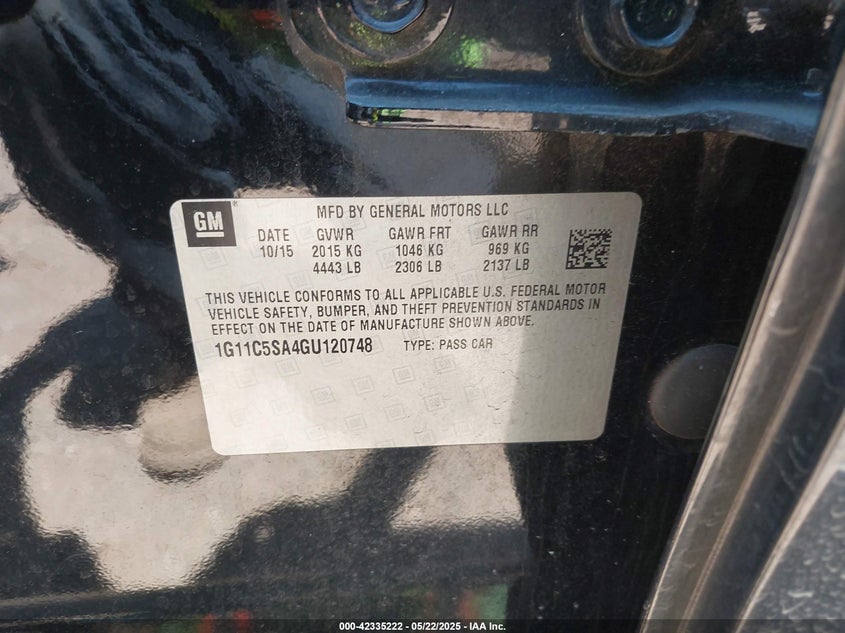 GM
MFD BY GENERAL MOTORS LLC
DATE GVWR GAWR FRT GAWR RR
10/15 2015 KG 1046 KG 969 KG
4443 LB 2306 LB 2137 LB
THIS VEHICLE CONFORMS TO ALL APPLICABLE U.S. FEDERAL MOTOR
VEHICLE SAFETY, BUMPER, AND THEFT PREVENTION STANDARDS IN
EFFECT ON THE DATE OF MANUFACTURE SHOWN ABOVE.
1G11C5SA4GU120748 TYPE: PASS CAR
000-42335222 - 05/22/2025 - IAA Inc.